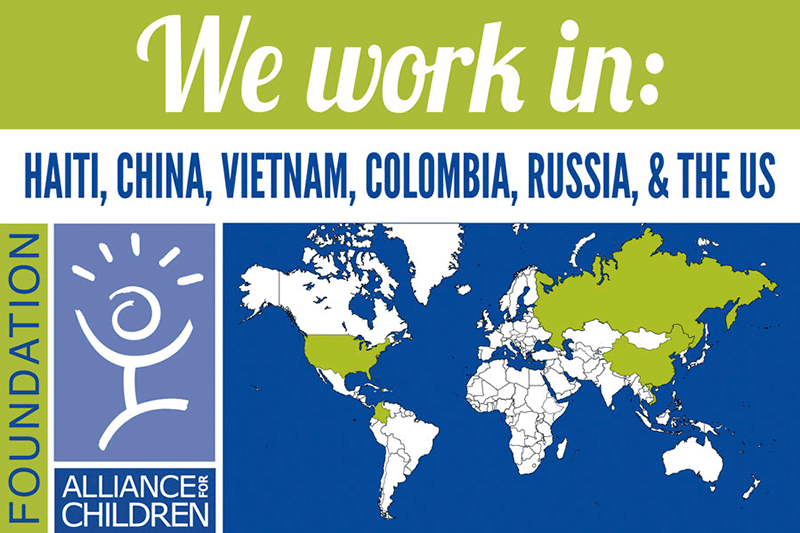 We work in:
HAITI, CHINA, VIETNAM, COLOMBIA, RUSSIA, & THE US
FOUNDATION
ALLIANCE FOR
CHILDREN